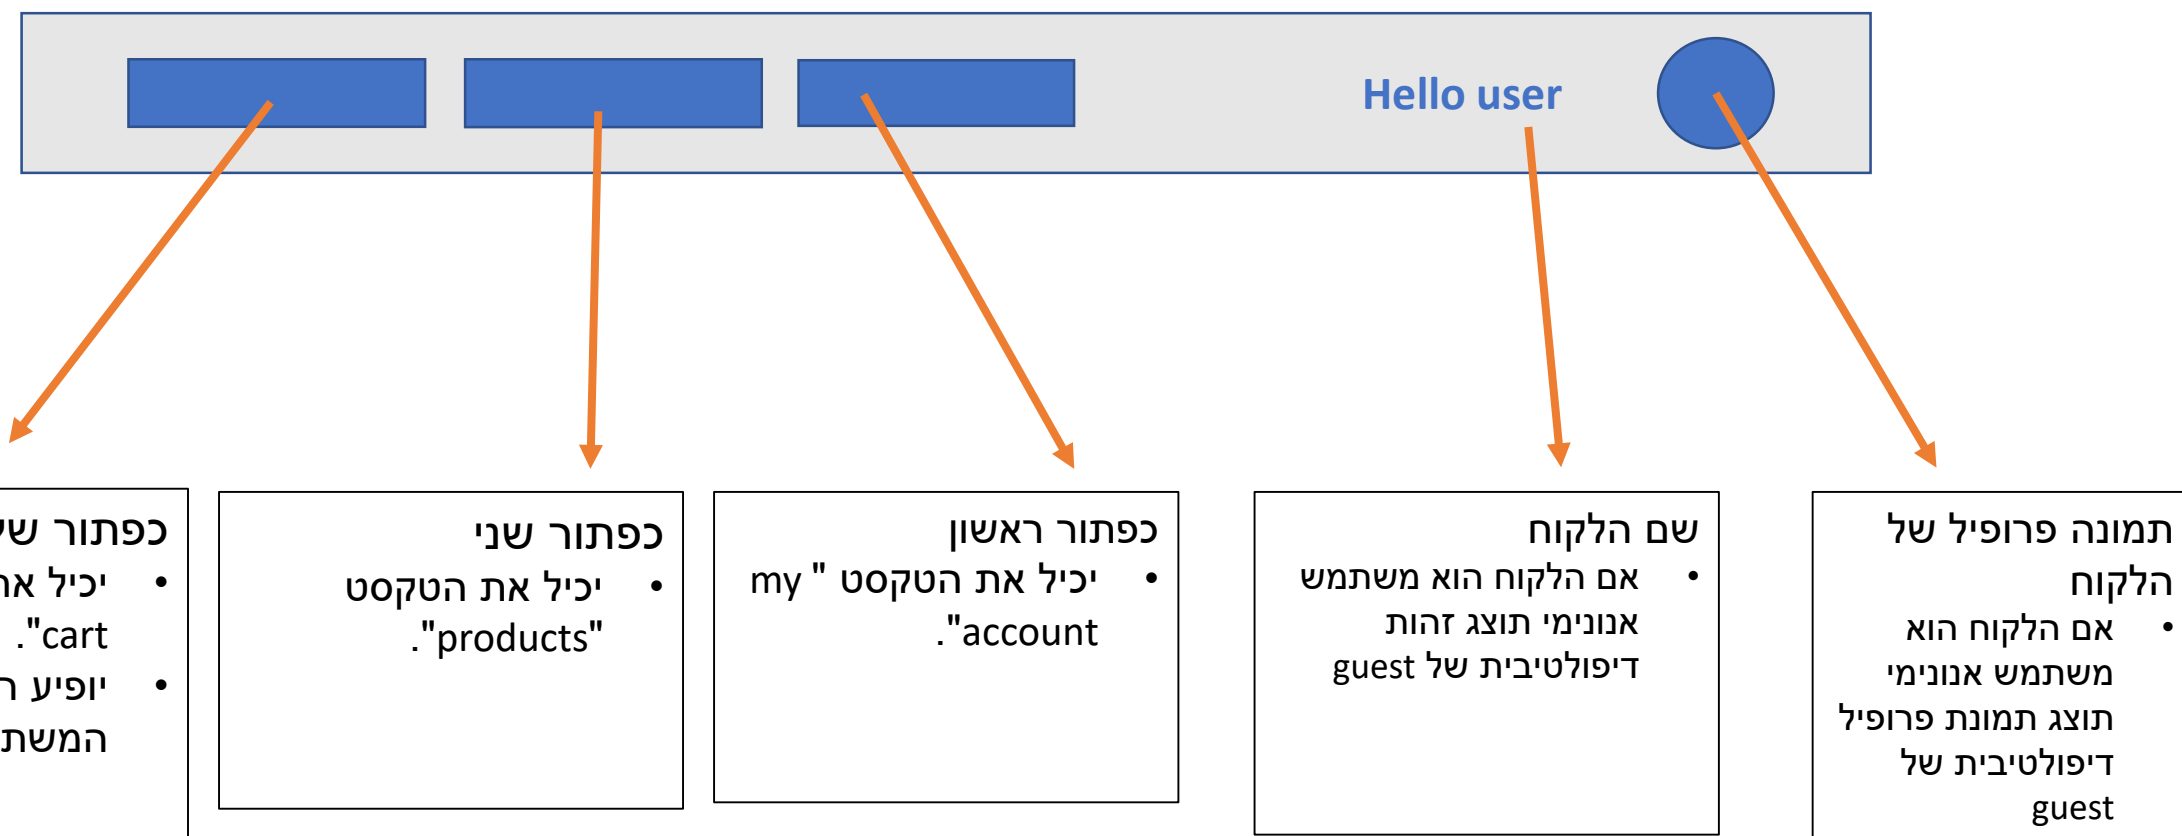 Hello user
תמונה פרופיל של
הלקוח
• אם הלקוח הוא
משתמש אנונימי
תוצג תמונת פרופיל
דיפולטיבית של
guest
שם הלקוח
• אם הלקוח הוא משתמש
אנונימי תוצג זהות
דיפולטיבית של guest
כפתור ראשון
• יכיל את הטקסט "my
account".
כפתור שני
• יכיל את הטקסט
"products".
כפתור
• יכיל
cart".
• יופיע